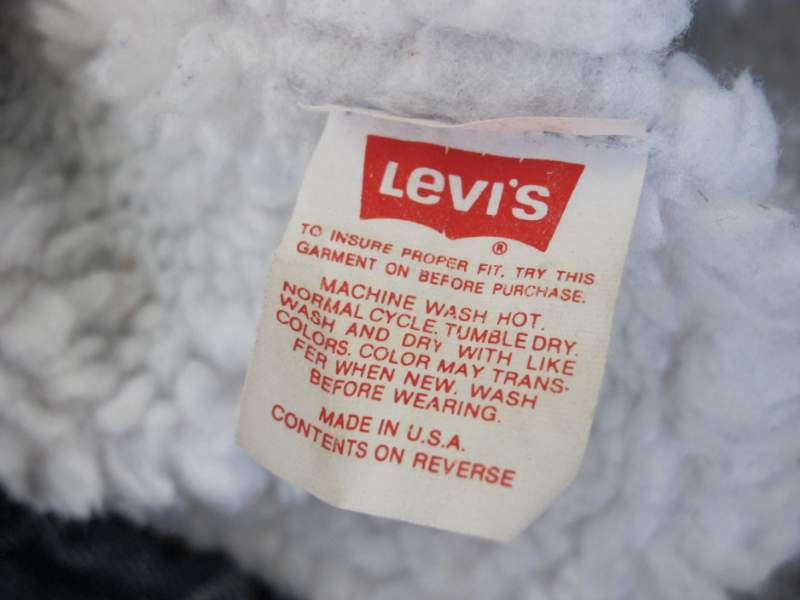 Levi's
®
TO INSURE PROPER FIT, TRY THIS
GARMENT ON BEFORE PURCHASE.
MACHINE WASH HOT.
NORMAL CYCLE. TUMBLE DRY.
WASH AND DRY WITH LIKE
COLORS. COLOR MAY TRANS-
FER WHEN NEW. WASH
BEFORE WEARING.
MADE IN U.S.A.
CONTENTS ON REVERSE